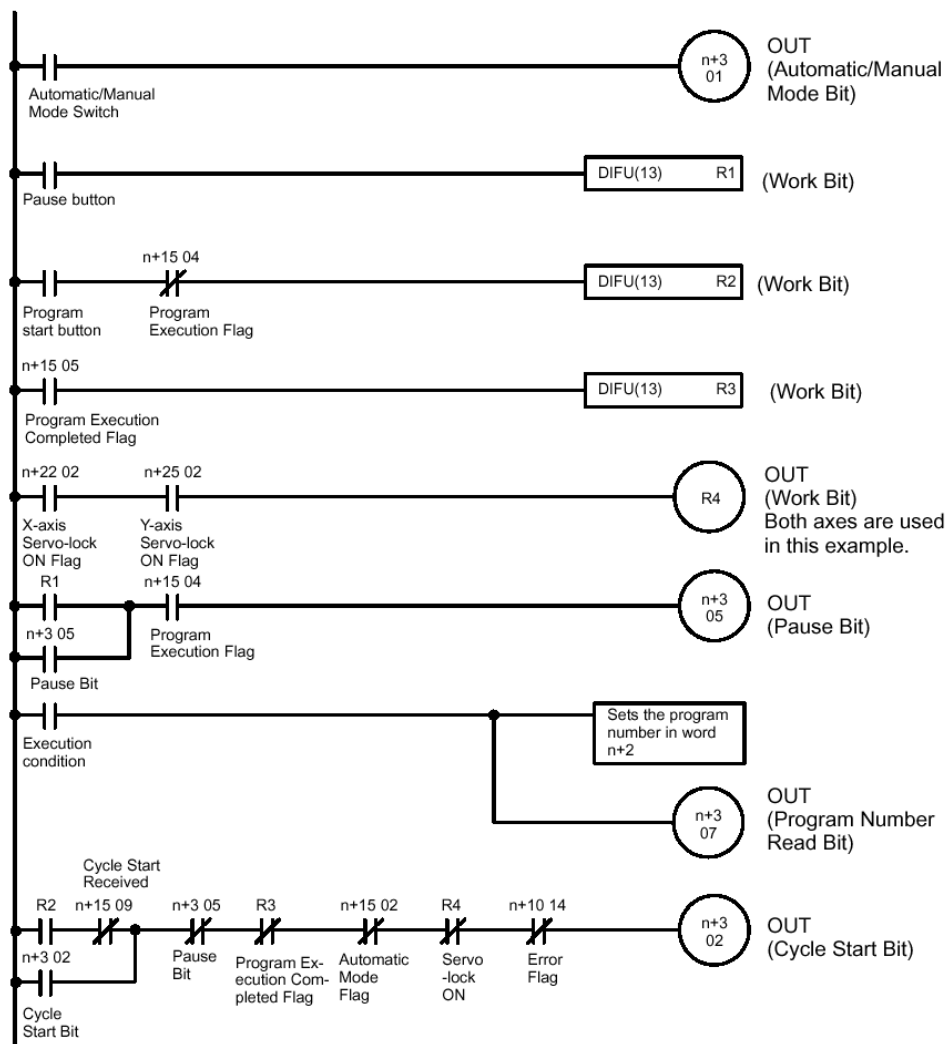 n+3
01
OUT
(Automatic/Manual
Mode Bit)
Automatic/Manual
Mode Switch
DIFU(13) R1
(Work Bit)
Pause button
n+15 04
DIFU(13) R2
(Work Bit)
Program
start button
Program
Execution Flag
n+15 05
DIFU(13) R3
(Work Bit)
Program Execution
Completed Flag
n+22 02
n+25 02
R4
OUT
(Work Bit)
Both axes are used
in this example.
X-axis
Servo-lock
ON Flag
Y-axis
Servo-lock
ON Flag
R1
n+15 04
n+3
05
OUT
(Pause Bit)
n+3 05
Program
Execution Flag
Pause Bit
Sets the program
number in word
n+2
Execution
condition
n+3
07
OUT
(Program Number
Read Bit)
Cycle Start
Received
R2
n+15 09
n+3 05
R3
n+15 02
R4
n+10 14
n+3
02
OUT
(Cycle Start Bit)
n+3 02
Pause
Bit
Program Ex-
ecution Com-
pleted Flag
Automatic
Mode
Flag
Servo
-lock
ON
Error
Flag
Cycle
Start Bit